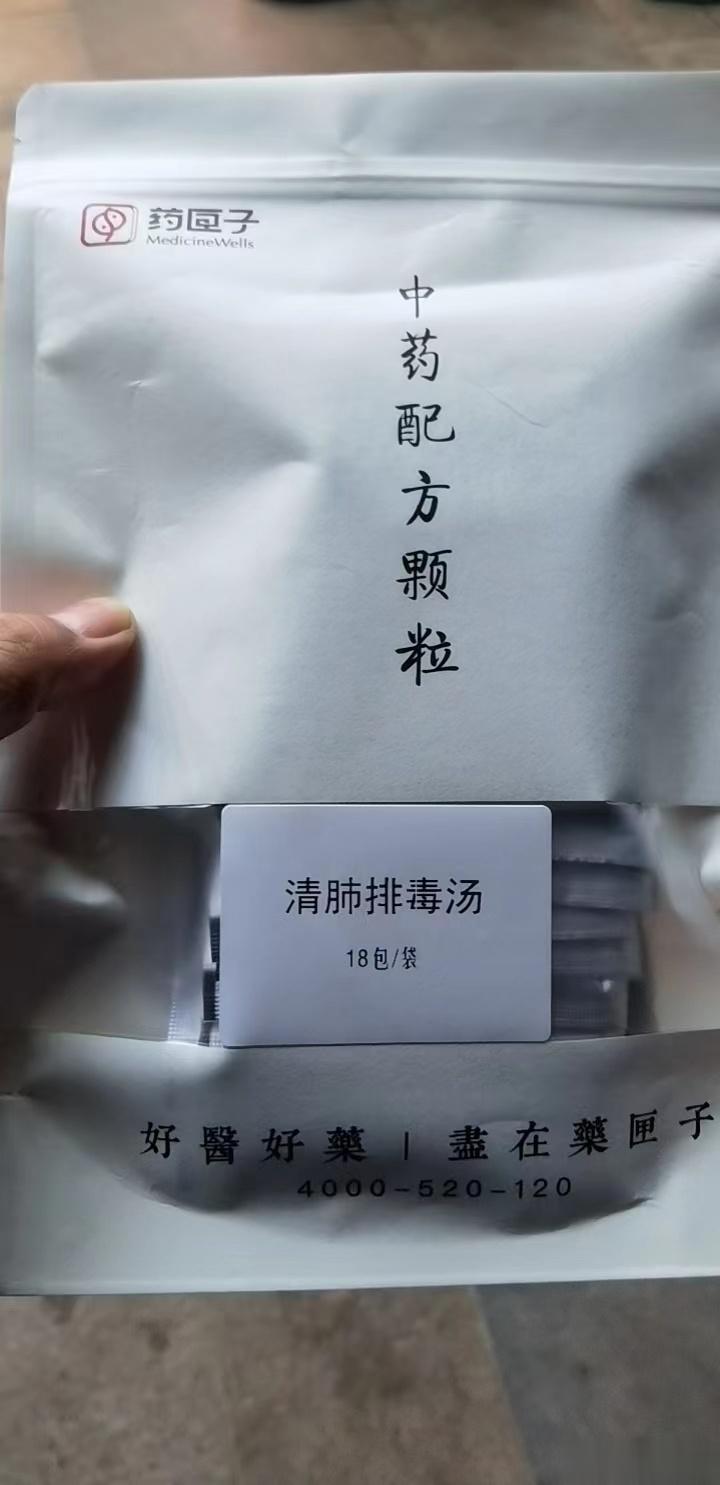 药匣子
MedicineWells
中药配方颗粒
清肺排毒汤
18包/袋
好醫好藥 | 盡在藥匣子
4000-520-120